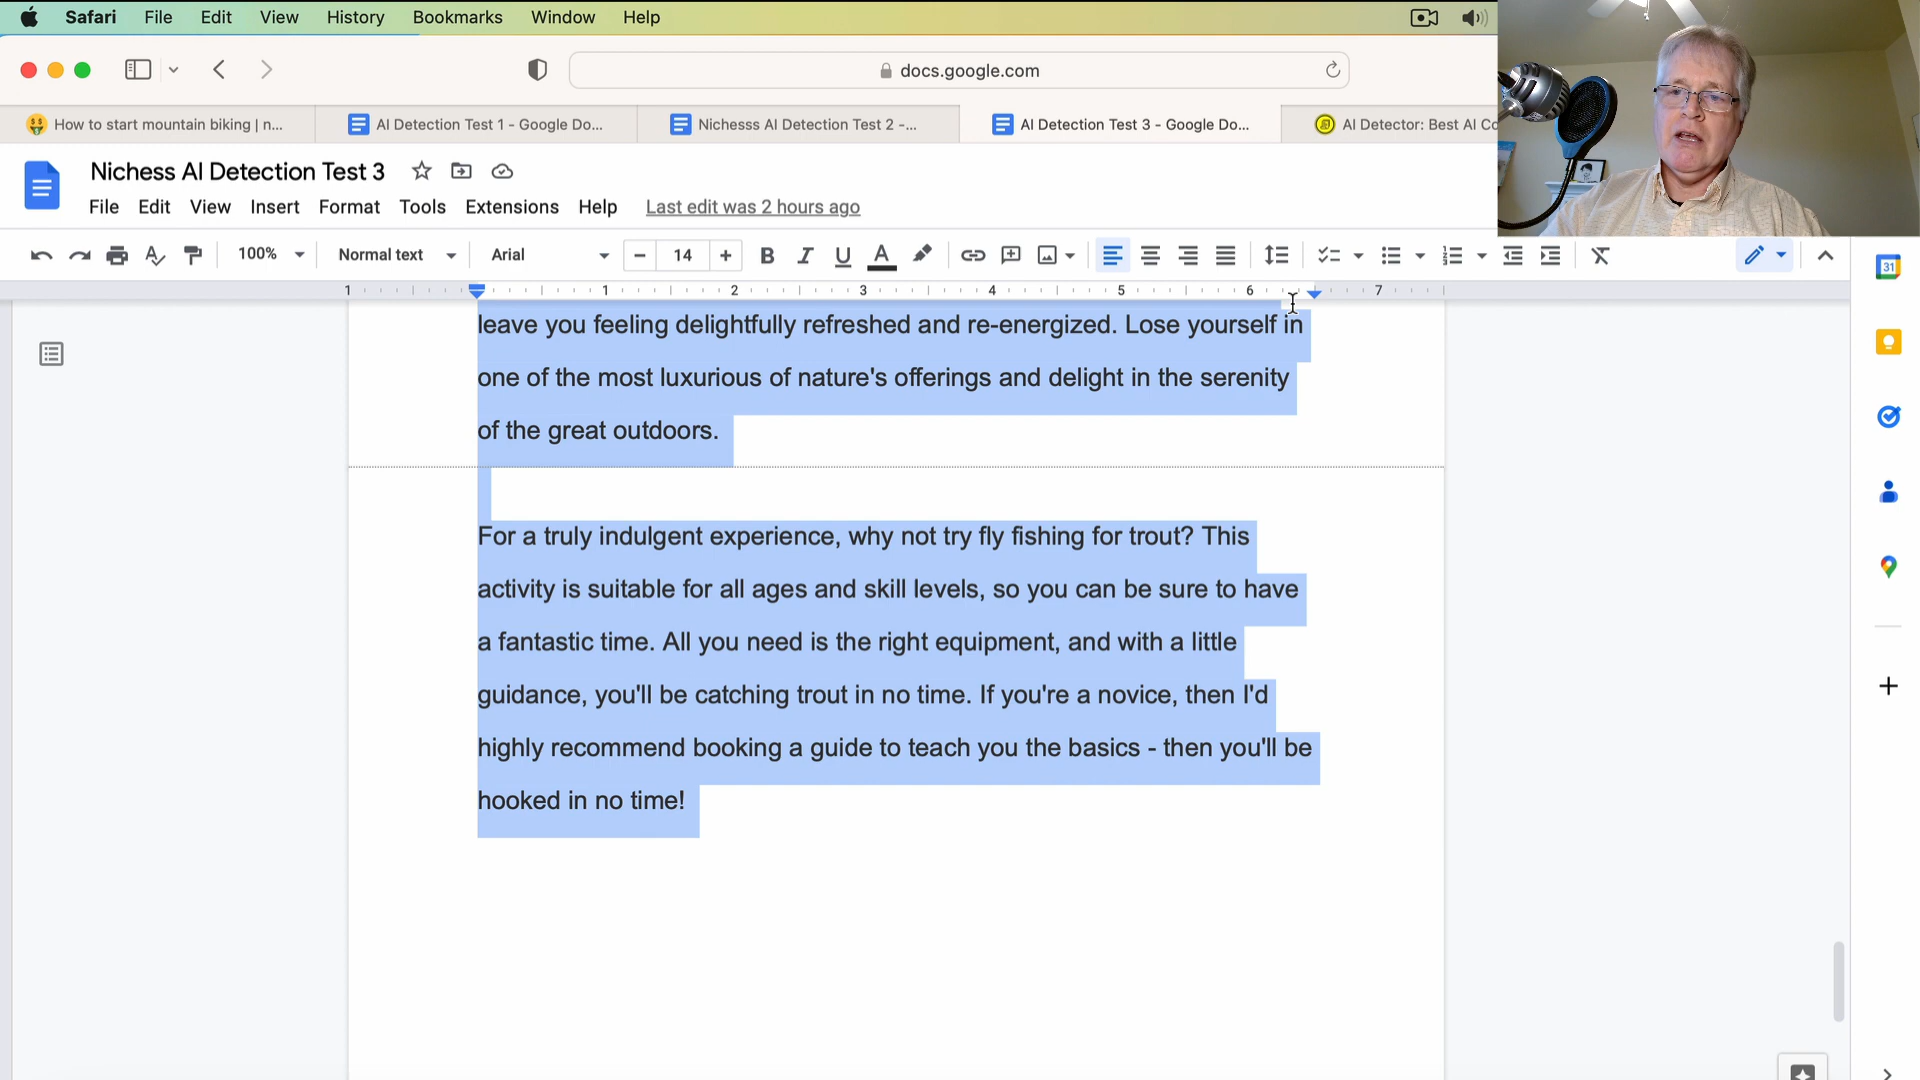 Safari File Edit View History Bookmarks Window Help
docs.google.com
How to start mountain biking | n...
AI Detection Test 1 - Google Do...
Nichesss AI Detection Test 2 -...
AI Detection Test 3 - Google Do...
AI Detector: Best AI Co
Nichess AI Detection Test 3
File Edit View Insert Format Tools Extensions Help Last edit was 2 hours ago
100% Normal text Arial − 14 + B I U A
1 1 2 3 4 5 6 7
31
leave you feeling delightfully refreshed and re-energized. Lose yourself in
one of the most luxurious of nature's offerings and delight in the serenity
of the great outdoors.
For a truly indulgent experience, why not try fly fishing for trout? This
activity is suitable for all ages and skill levels, so you can be sure to have
a fantastic time. All you need is the right equipment, and with a little
guidance, you'll be catching trout in no time. If you're a novice, then I'd
highly recommend booking a guide to teach you the basics - then you'll be
hooked in no time!